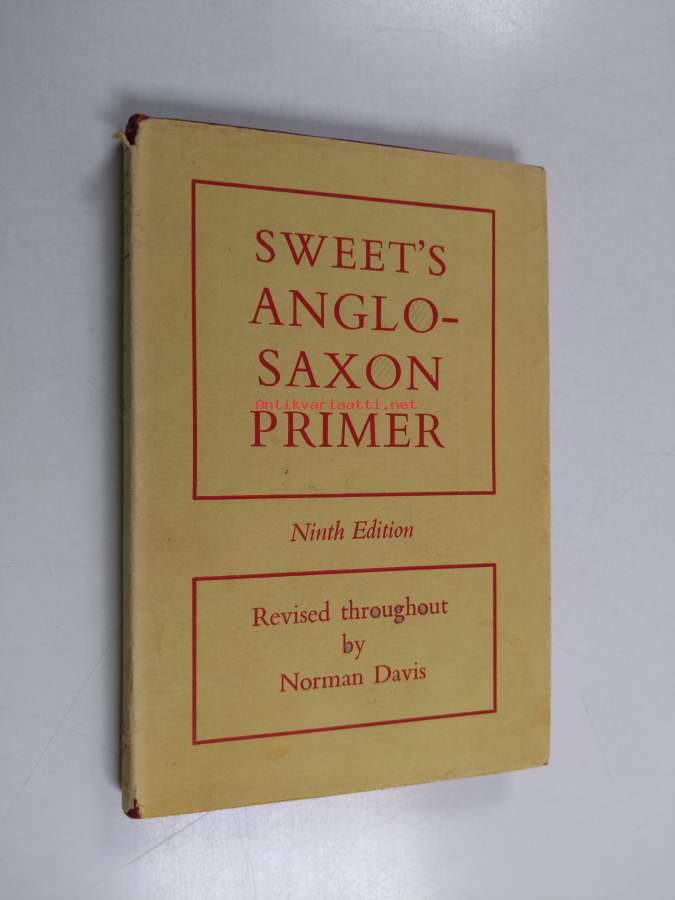 SWEET'S
ANGLO-
SAXON
Antikvariaatti.net
PRIMER
Ninth Edition
Revised throughout
by
Norman Davis